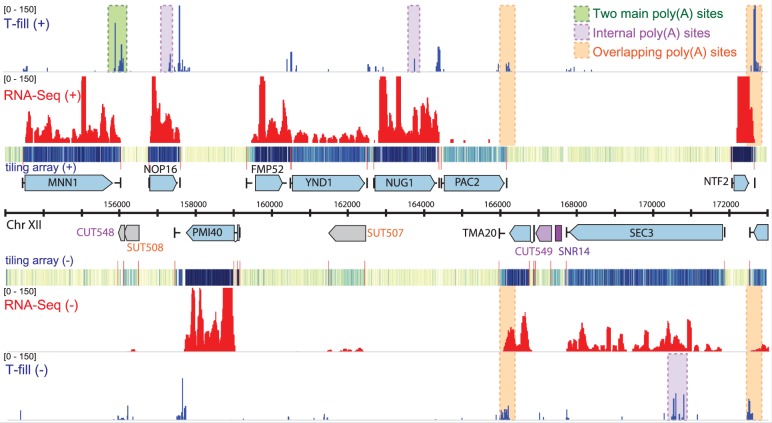 [0 - 150]
T-fill (+)
Two main poly(A) sites
Internal poly(A) sites
Overlapping poly(A) sites
[0 - 150]
RNA-Seq (+)
tiling array (+)
MNN1
NOP16
FMP52
YND1
NUG1
PAC2
NTF2
Chr XII
156000
158000
160000
162000
164000
166000
168000
170000
172000
CUT548
SUT508
PMI40
SUT507
TMA20
CUT549
SNR14
SEC3
tiling array (-)
[0 - 150]
RNA-Seq (-)
[0 - 150]
T-fill (-)